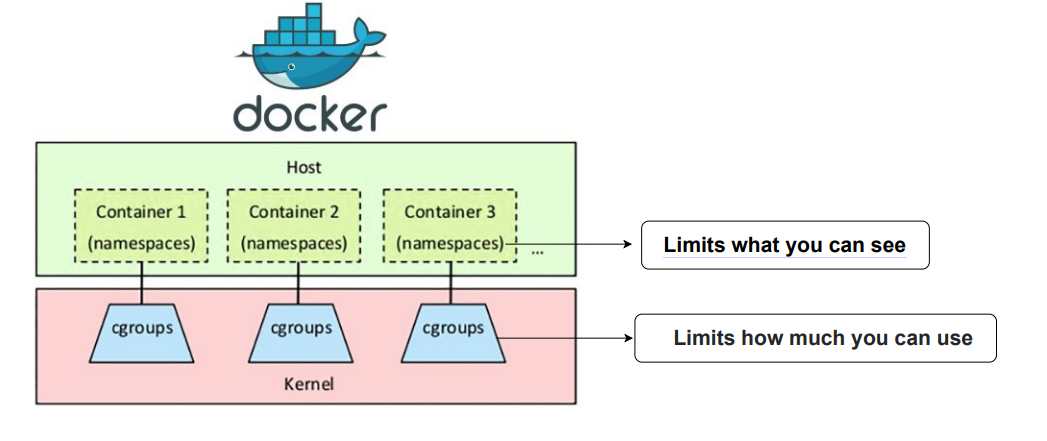 docker
Host
Container 1
(namespaces)
Container 2
(namespaces)
Container 3
(namespaces)
...
Limits what you can see
cgroups
cgroups
cgroups
Limits how much you can use
Kernel